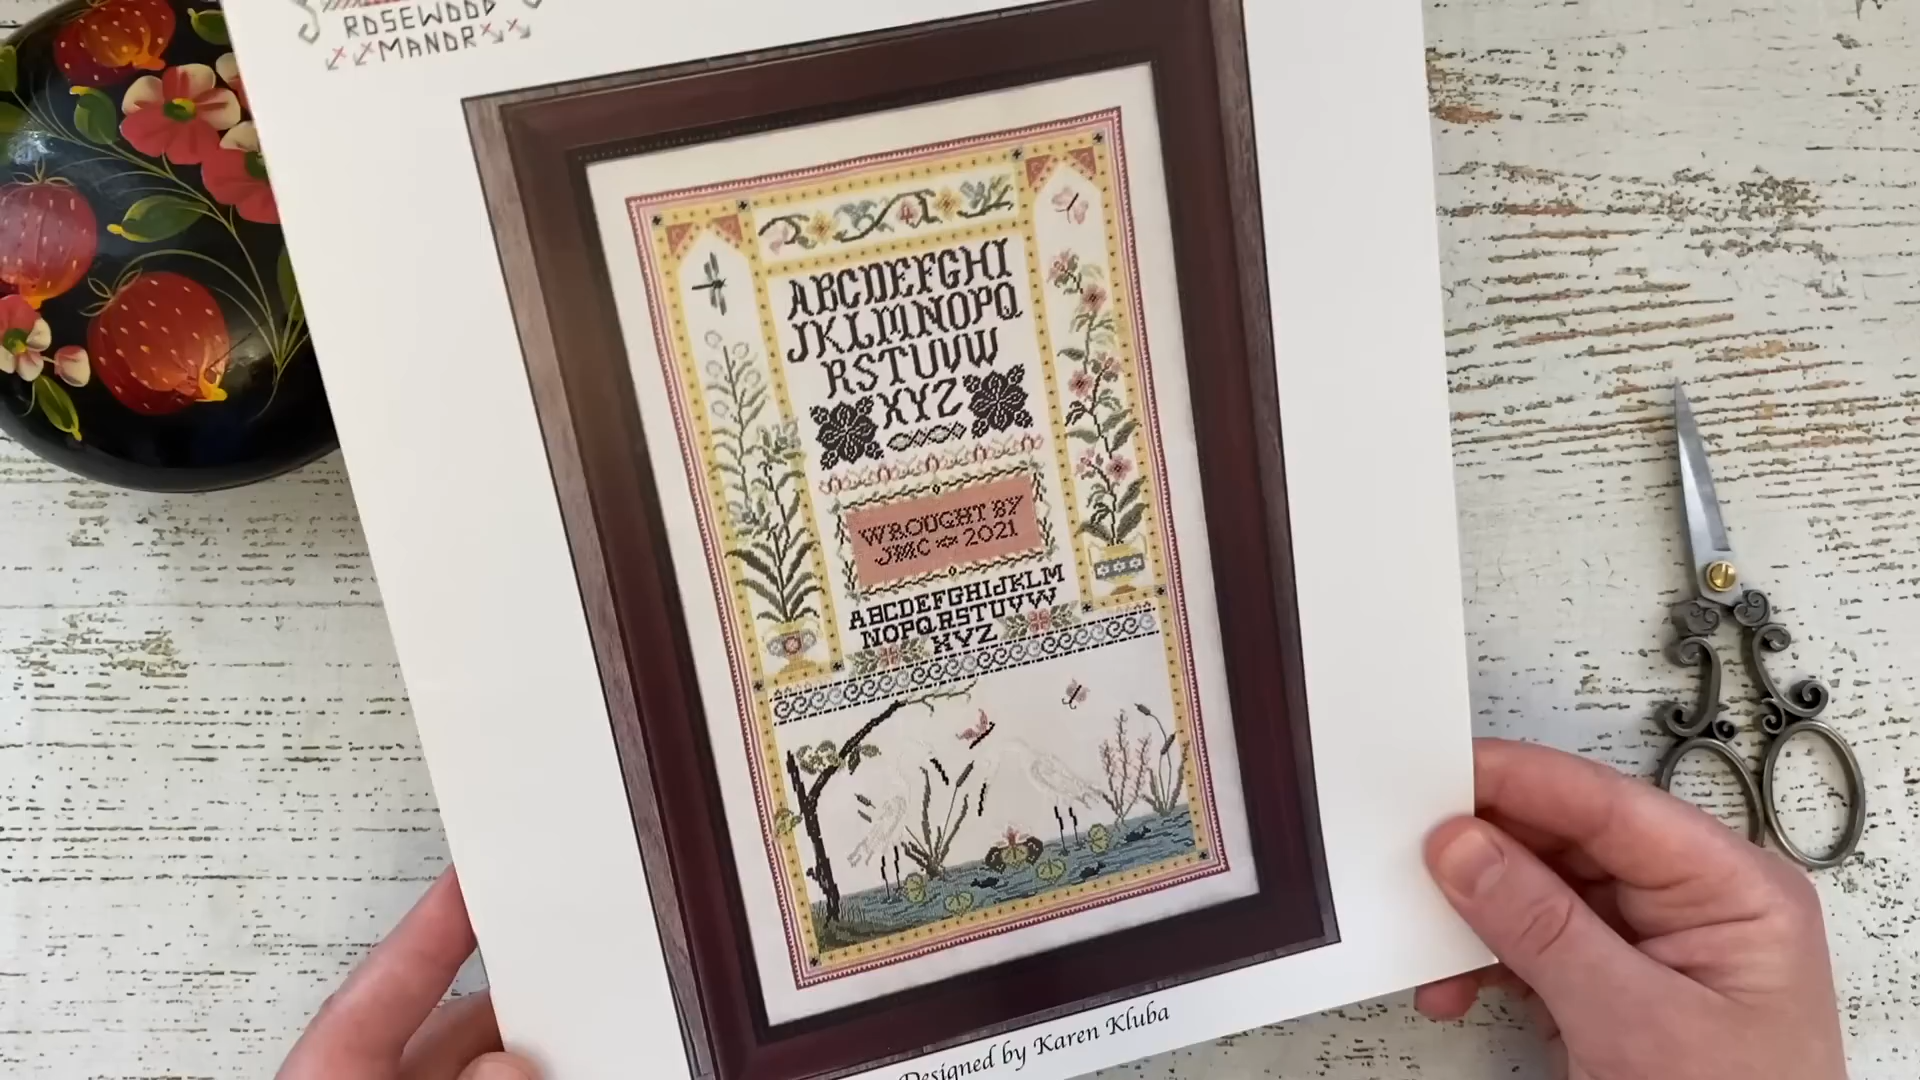 ROSEWOOD
MANOR
ABCDEFGHI
JKLMNOPQ
RSTUVW
XYZ
WROUGHT BY
JMC 2021
ABCDEFGHIJKLM
NOPQRSTUVW
XYZ
Designed by Karen Kluba